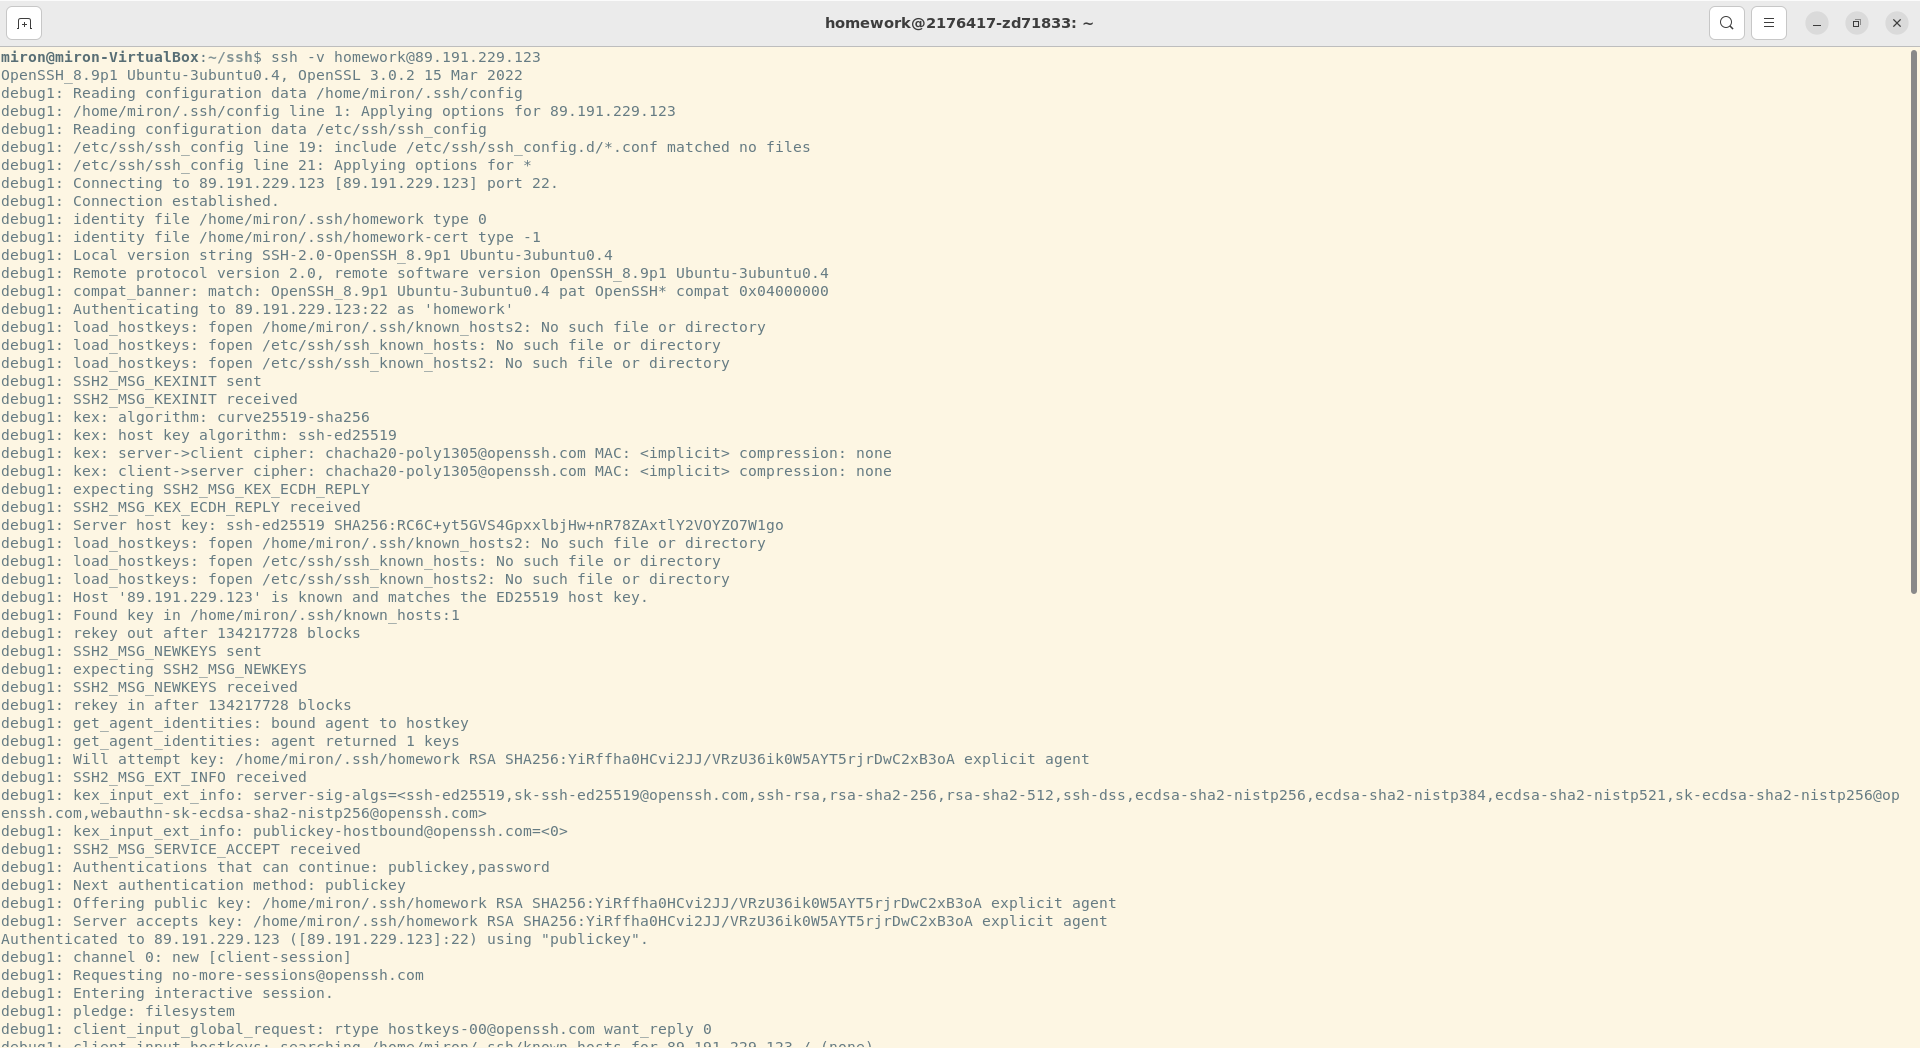 homework@2176417-zd71833: ~
miron@miron-VirtualBox:~/ssh$ ssh -v homework@89.191.229.123
OpenSSH_8.9p1 Ubuntu-3ubuntu0.4, OpenSSL 3.0.2 15 Mar 2022
debug1: Reading configuration data /home/miron/.ssh/config
debug1: /home/miron/.ssh/config line 1: Applying options for 89.191.229.123
debug1: Reading configuration data /etc/ssh/ssh_config
debug1: /etc/ssh/ssh_config line 19: include /etc/ssh/ssh_config.d/*.conf matched no files
debug1: /etc/ssh/ssh_config line 21: Applying options for *
debug1: Connecting to 89.191.229.123 [89.191.229.123] port 22.
debug1: Connection established.
debug1: identity file /home/miron/.ssh/homework type 0
debug1: identity file /home/miron/.ssh/homework-cert type -1
debug1: Local version string SSH-2.0-OpenSSH_8.9p1 Ubuntu-3ubuntu0.4
debug1: Remote protocol version 2.0, remote software version OpenSSH_8.9p1 Ubuntu-3ubuntu0.4
debug1: compat_banner: match: OpenSSH_8.9p1 Ubuntu-3ubuntu0.4 pat OpenSSH* compat 0x04000000
debug1: Authenticating to 89.191.229.123:22 as 'homework'
debug1: load_hostkeys: fopen /home/miron/.ssh/known_hosts2: No such file or directory
debug1: load_hostkeys: fopen /etc/ssh/ssh_known_hosts: No such file or directory
debug1: load_hostkeys: fopen /etc/ssh/ssh_known_hosts2: No such file or directory
debug1: SSH2_MSG_KEXINIT sent
debug1: SSH2_MSG_KEXINIT received
debug1: kex: algorithm: curve25519-sha256
debug1: kex: host key algorithm: ssh-ed25519
debug1: kex: server->client cipher: chacha20-poly1305@openssh.com MAC: <implicit> compression: none
debug1: kex: client->server cipher: chacha20-poly1305@openssh.com MAC: <implicit> compression: none
debug1: expecting SSH2_MSG_KEX_ECDH_REPLY
debug1: SSH2_MSG_KEX_ECDH_REPLY received
debug1: Server host key: ssh-ed25519 SHA256:RC6C+yt5GVS4GpxxlbjHw+nR78ZAxtlY2VOYZO7W1go
debug1: load_hostkeys: fopen /home/miron/.ssh/known_hosts2: No such file or directory
debug1: load_hostkeys: fopen /etc/ssh/ssh_known_hosts: No such file or directory
debug1: load_hostkeys: fopen /etc/ssh/ssh_known_hosts2: No such file or directory
debug1: Host '89.191.229.123' is known and matches the ED25519 host key.
debug1: Found key in /home/miron/.ssh/known_hosts:1
debug1: rekey out after 134217728 blocks
debug1: SSH2_MSG_NEWKEYS sent
debug1: expecting SSH2_MSG_NEWKEYS
debug1: SSH2_MSG_NEWKEYS received
debug1: rekey in after 134217728 blocks
debug1: get_agent_identities: bound agent to hostkey
debug1: get_agent_identities: agent returned 1 keys
debug1: Will attempt key: /home/miron/.ssh/homework RSA SHA256:YiRffha0HCvi2JJ/VRzU36ik0W5AYT5rjrDwC2xB3oA explicit agent
debug1: SSH2_MSG_EXT_INFO received
debug1: kex_input_ext_info: server-sig-algs=<ssh-ed25519,sk-ssh-ed25519@openssh.com,ssh-rsa,rsa-sha2-256,rsa-sha2-512,ssh-dss,ecdsa-sha2-nistp256,ecdsa-sha2-nistp384,ecdsa-sha2-nistp521,sk-ecdsa-sha2-nistp256@op
enssh.com,webauthn-sk-ecdsa-sha2-nistp256@openssh.com>
debug1: kex_input_ext_info: publickey-hostbound@openssh.com=<0>
debug1: SSH2_MSG_SERVICE_ACCEPT received
debug1: Authentications that can continue: publickey,password
debug1: Next authentication method: publickey
debug1: Offering public key: /home/miron/.ssh/homework RSA SHA256:YiRffha0HCvi2JJ/VRzU36ik0W5AYT5rjrDwC2xB3oA explicit agent
debug1: Server accepts key: /home/miron/.ssh/homework RSA SHA256:YiRffha0HCvi2JJ/VRzU36ik0W5AYT5rjrDwC2xB3oA explicit agent
Authenticated to 89.191.229.123 ([89.191.229.123]:22) using "publickey".
debug1: channel 0: new [client-session]
debug1: Requesting no-more-sessions@openssh.com
debug1: Entering interactive session.
debug1: pledge: filesystem
debug1: client_input_global_request: rtype hostkeys-00@openssh.com want_reply 0
debug1: client_input_hostkeys: searching /home/miron/.ssh/known_hosts for 89.191.229.123 / (none)